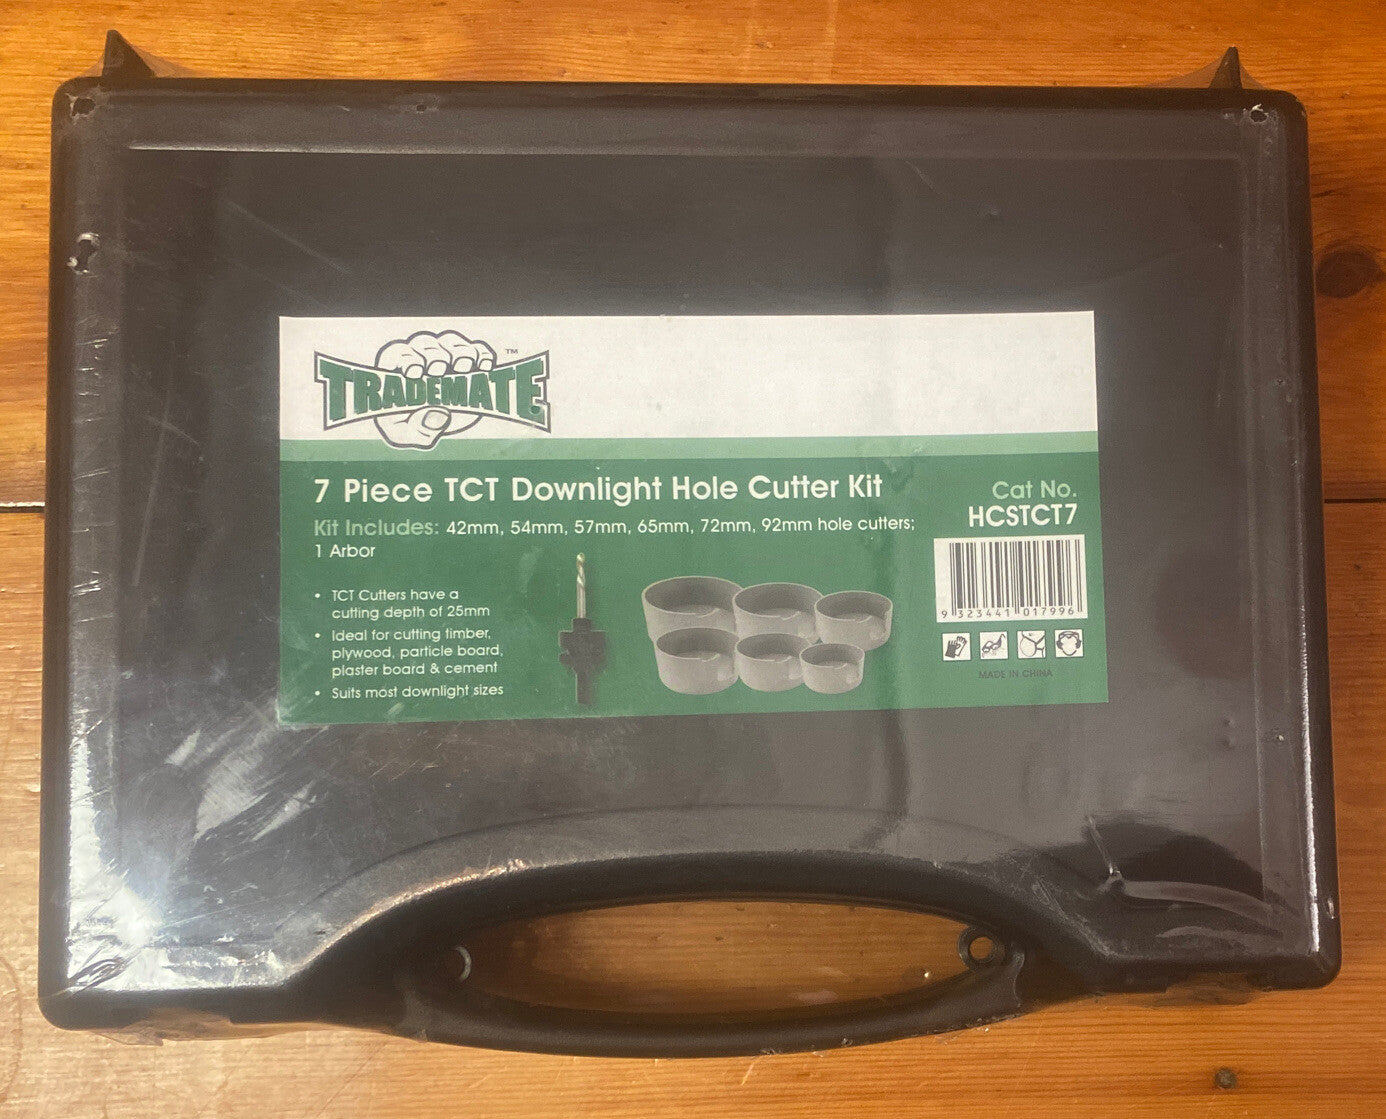 TRADEMATE™
7 Piece TCT Downlight Hole Cutter Kit
Kit Includes: 42mm, 54mm, 57mm, 65mm, 72mm, 92mm hole cutters;
1 Arbor
• TCT Cutters have a
cutting depth of 25mm
• Ideal for cutting timber,
plywood, particle board,
plaster board & cement
• Suits most downlight sizes
Cat No.
HCSTCT7
9 323441 017996
MADE IN CHINA